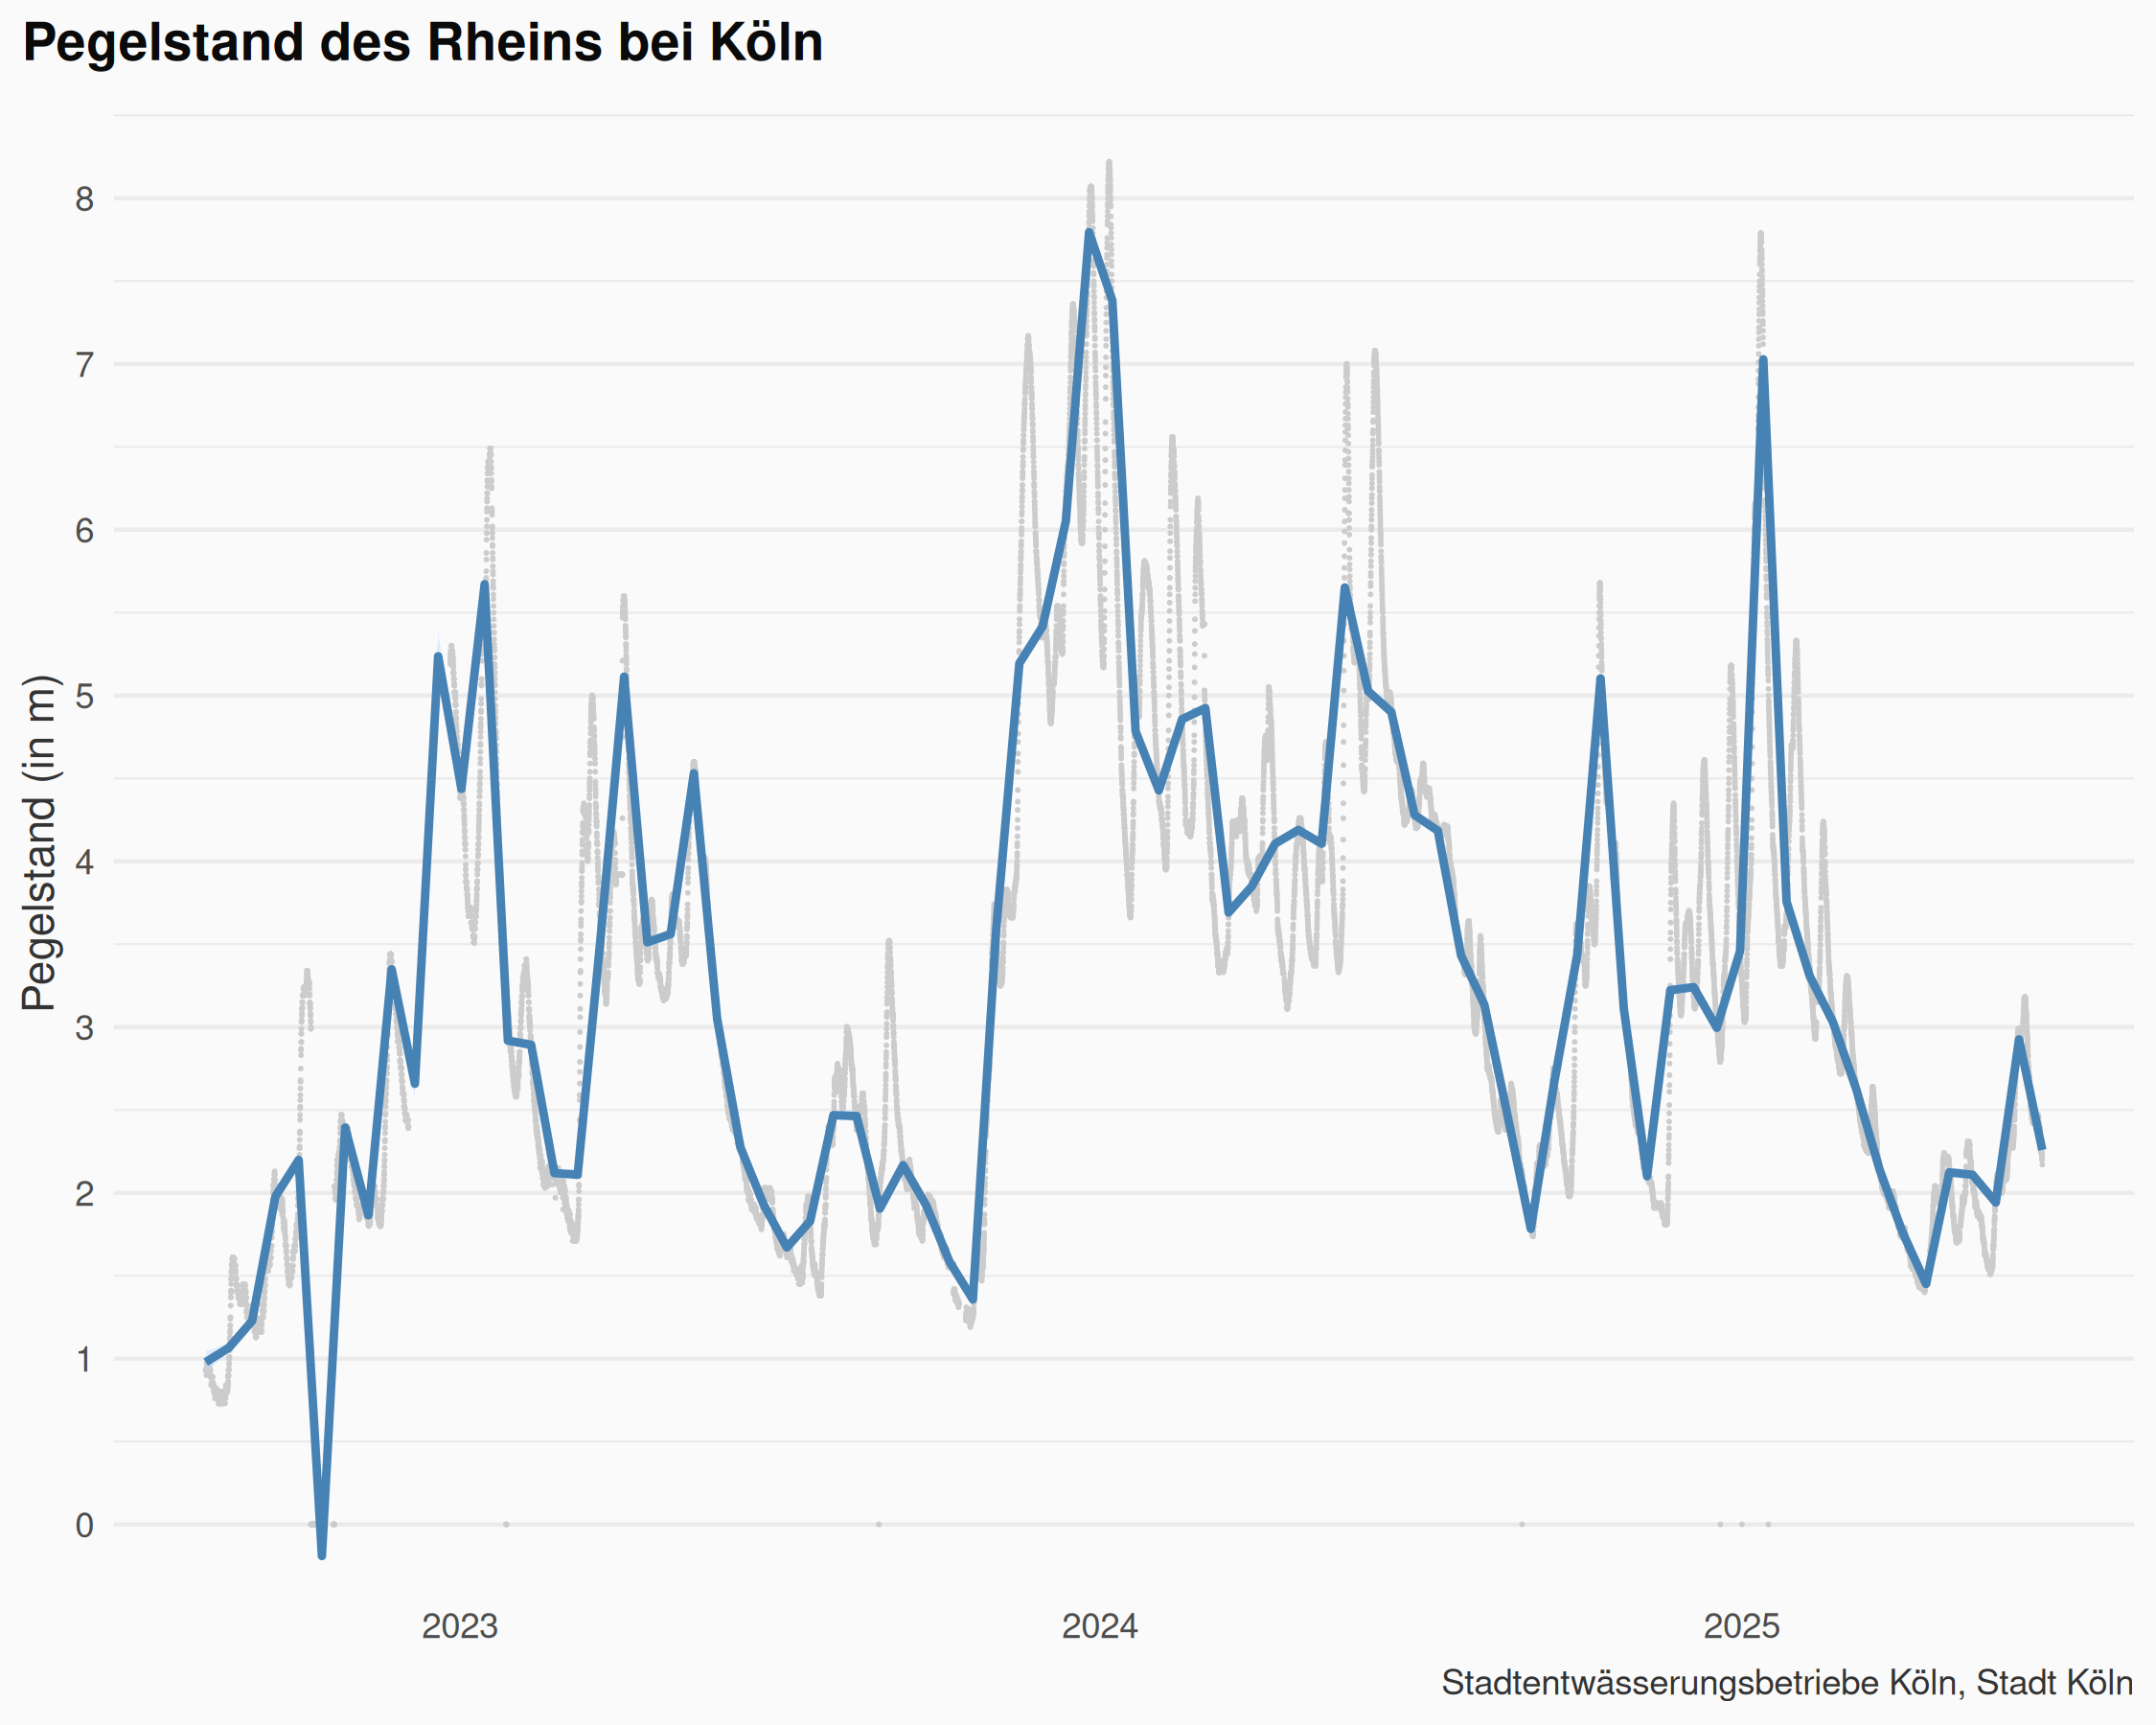 Pegelstand des Rheins bei Köln
Pegelstand (in m)
8
7
6
5
4
3
2
1
0
2023 2024 2025
Stadtentwässerungsbetriebe Köln, Stadt Köln